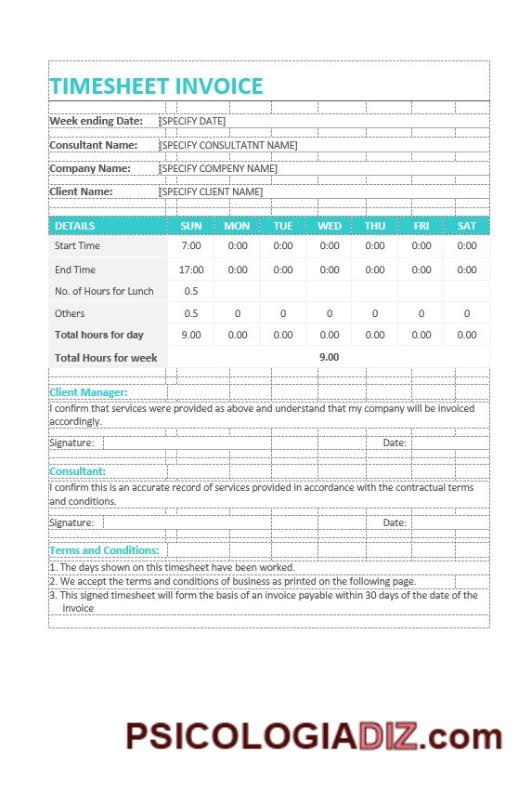 TIMESHEET INVOICE
Week ending Date: [SPECIFY DATE]
Consultant Name: [SPECIFY CONSULTATNT NAME]
Company Name: [SPECIFY COMPENY NAME]
Client Name: [SPECIFY CLIENT NAME]
DETAILS SUN MON TUE WED THU FRI SAT
Start Time 7:00 0:00 0:00 0:00 0:00 0:00 0:00
End Time 17:00 0:00 0:00 0:00 0:00 0:00 0:00
No. of Hours for Lunch 0.5
Others 0.5 0 0 0 0 0 0
Total hours for day 9.00 0.00 0.00 0.00 0.00 0.00 0.00
Total Hours for week 9.00
Client Manager:
I confirm that services were provided as above and understand that my company will be invoiced
accordingly.
Signature: Date:
Consultant:
I confirm this is an accurate record of services provided in accordance with the contractual terms
and conditions.
Signature: Date:
Terms and Conditions:
1. The days shown on this timesheet have been worked.
2. We accept the terms and conditions of business as printed on the following page.
3. This signed timesheet will form the basis of an invoice payable within 30 days of the date of the
invoice
PSICOLOGIADIZ.com